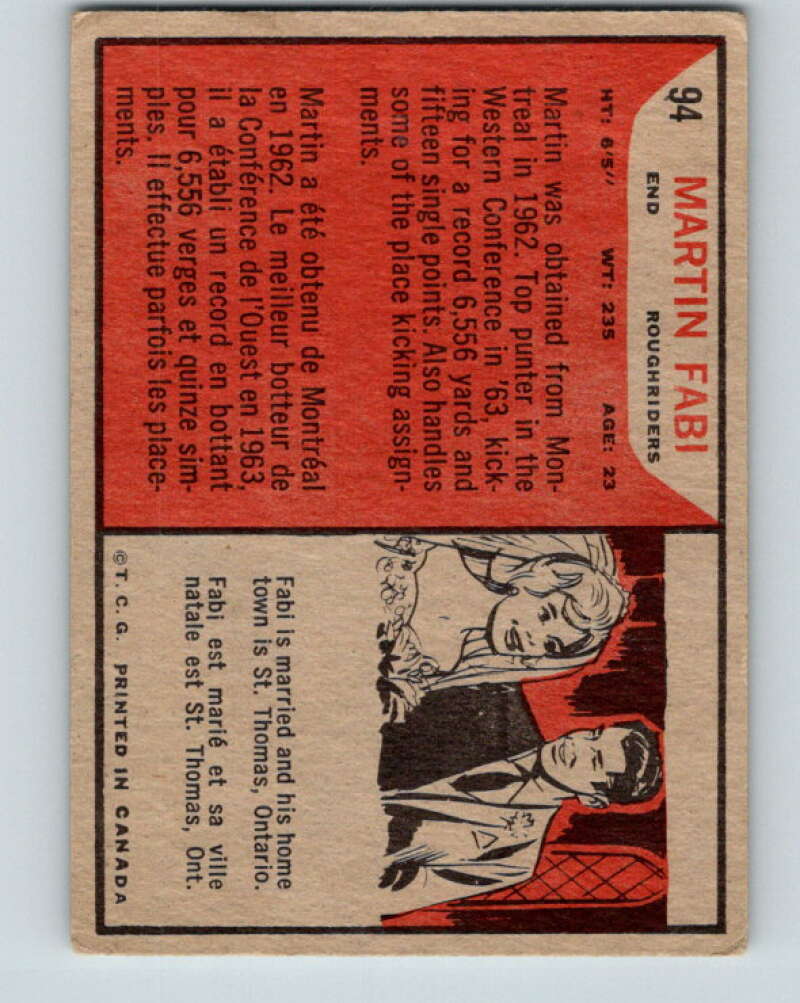 94 MARTIN FABI
END ROUGHRIDERS
HT: 6'5" WT: 235 AGE: 23
Martin was obtained from Mon-
treal in 1962. Top punter in the
Western Conference in '63, kick-
ing for a record 6,556 yards and
fifteen single points. Also handles
some of the place kicking assign-
ments.
Martin a été obtenu de Montréal
en 1962. Le meilleur botteur de
la Conférence de l'Ouest en 1963,
il a établi un record en bottant
pour 6,556 verges et quinze sim-
ples. Il effectue parfois les place-
ments.
Fabi is married and his home
town is St. Thomas, Ontario.
Fabi est marié et sa ville
natale est St. Thomas, Ont.
© T. C. G. PRINTED IN CANADA